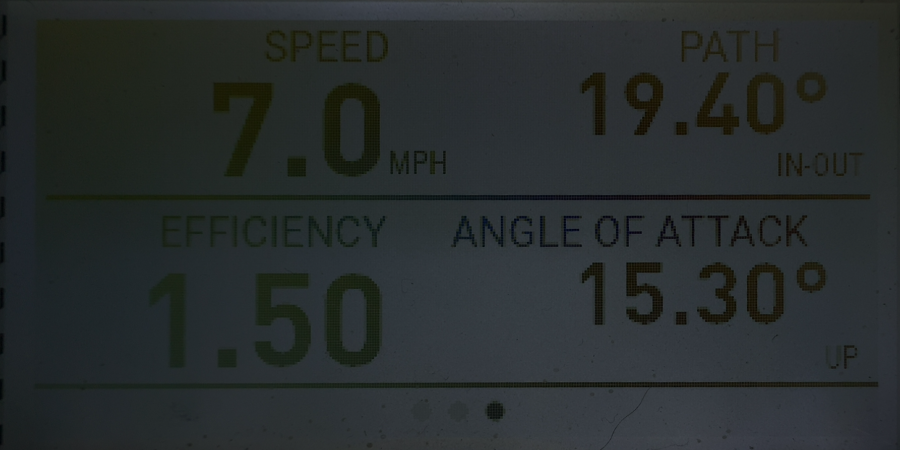 SPEED
7.0 MPH
PATH
19.40°
IN-OUT
EFFICIENCY
1.50
ANGLE OF ATTACK
15.30°
UP